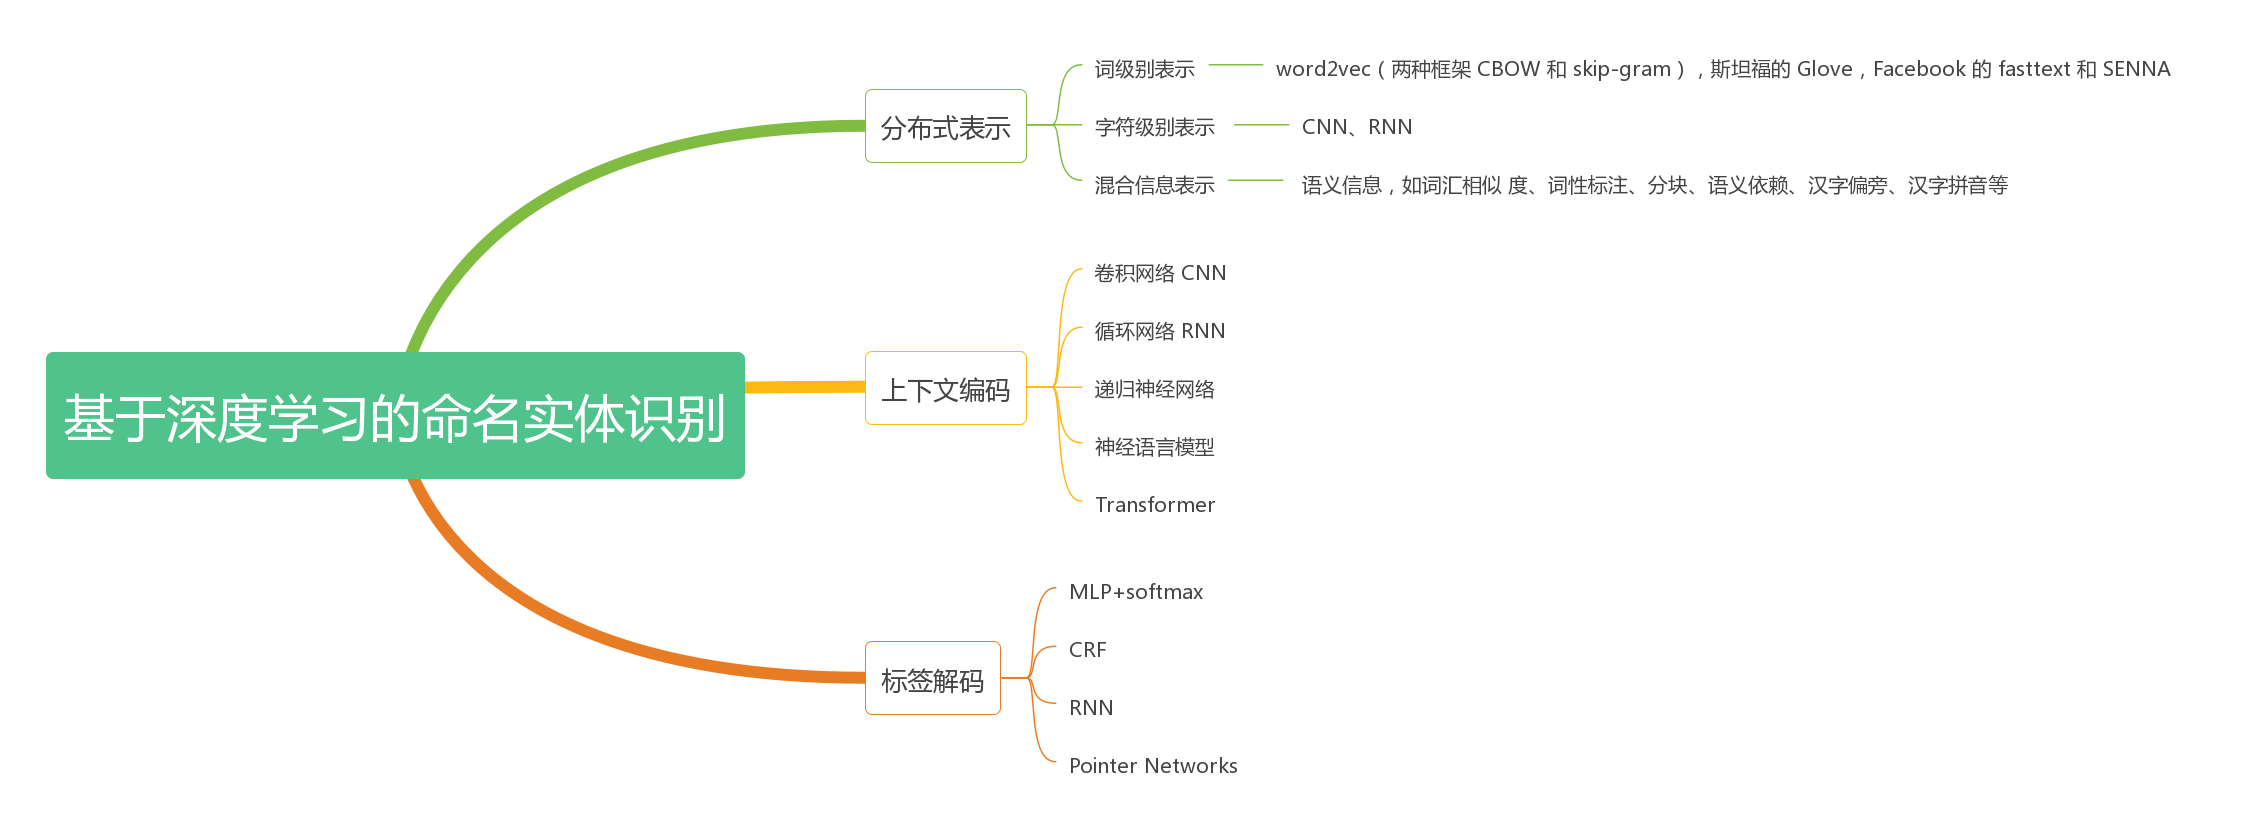 基于深度学习的命名实体识别
分布式表示
词级别表示
word2vec（两种框架 CBOW 和 skip-gram），斯坦福的 Glove，Facebook 的 fasttext 和 SENNA
字符级别表示
CNN、RNN
混合信息表示
语义信息，如词汇相似 度、词性标注、分块、语义依赖、汉字偏旁、汉字拼音等
上下文编码
卷积网络 CNN
循环网络 RNN
递归神经网络
神经语言模型
Transformer
标签解码
MLP+softmax
CRF
RNN
Pointer Networks